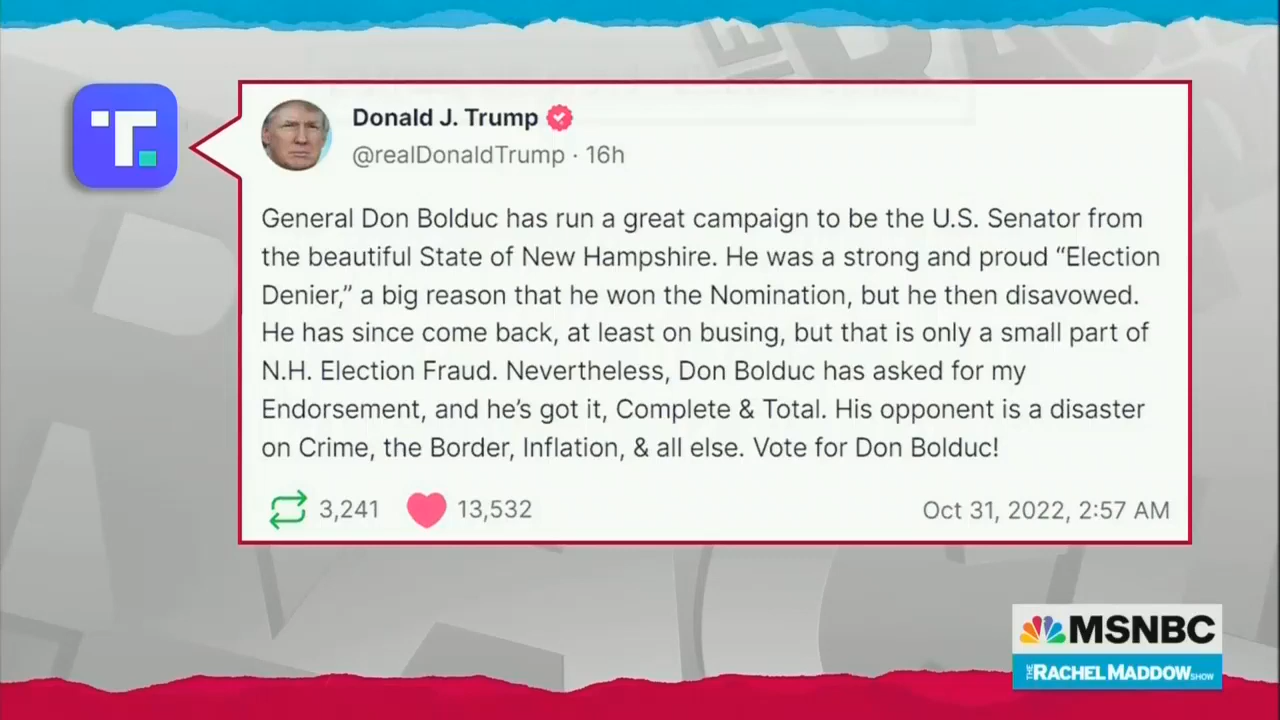 T.
Donald J. Trump
@realDonaldTrump · 16h
General Don Bolduc has run a great campaign to be the U.S. Senator from
the beautiful State of New Hampshire. He was a strong and proud “Election
Denier,” a big reason that he won the Nomination, but he then disavowed.
He has since come back, at least on busing, but that is only a small part of
N.H. Election Fraud. Nevertheless, Don Bolduc has asked for my
Endorsement, and he’s got it, Complete & Total. His opponent is a disaster
on Crime, the Border, Inflation, & all else. Vote for Don Bolduc!
3,241 13,532 Oct 31, 2022, 2:57 AM
MSNBC
THE RACHEL MADDOW SHOW